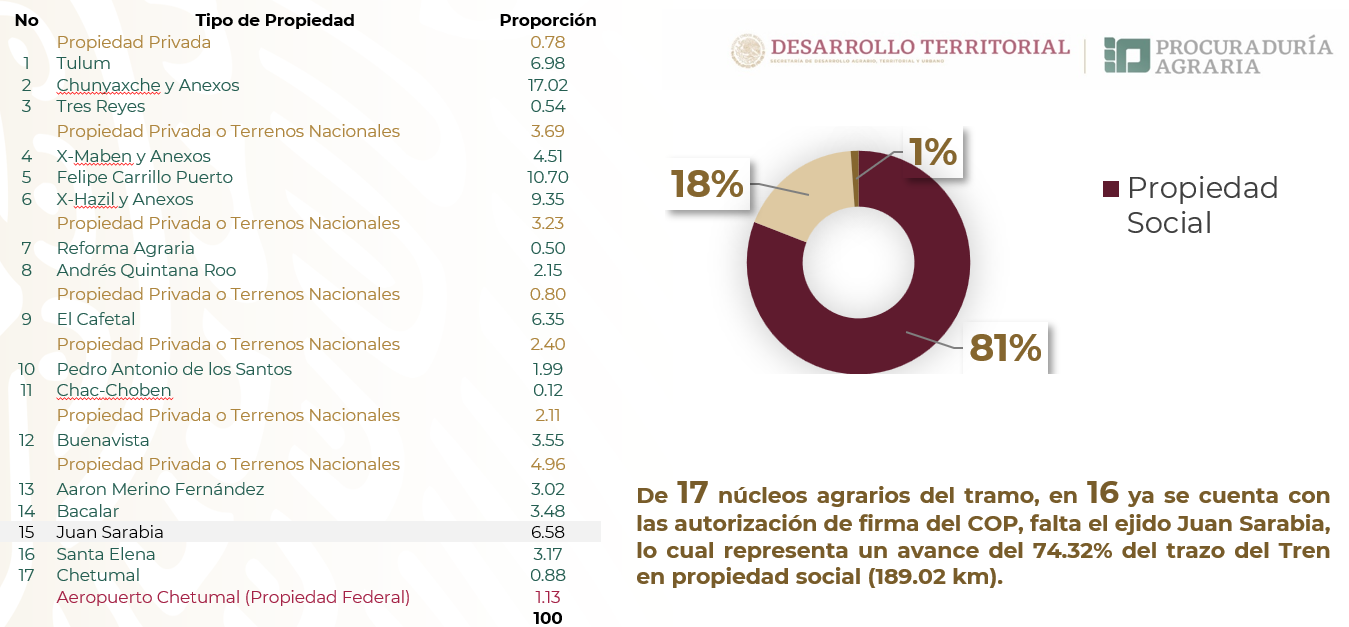 No Tipo de Propiedad Proporción
Propiedad Privada 0.78
1 Tulum 6.98
2 Chunyaxche y Anexos 17.02
3 Tres Reyes 0.54
Propiedad Privada o Terrenos Nacionales 3.69
4 X-Maben y Anexos 4.51
5 Felipe Carrillo Puerto 10.70
6 X-Hazil y Anexos 9.35
Propiedad Privada o Terrenos Nacionales 3.23
7 Reforma Agraria 0.50
8 Andrés Quintana Roo 2.15
Propiedad Privada o Terrenos Nacionales 0.80
9 El Cafetal 6.35
Propiedad Privada o Terrenos Nacionales 2.40
10 Pedro Antonio de los Santos 1.99
11 Chac-Choben 0.12
Propiedad Privada o Terrenos Nacionales 2.11
12 Buenavista 3.55
Propiedad Privada o Terrenos Nacionales 4.96
13 Aaron Merino Fernández 3.02
14 Bacalar 3.48
15 Juan Sarabia 6.58
16 Santa Elena 3.17
17 Chetumal 0.88
Aeropuerto Chetumal (Propiedad Federal) 1.13
100
DESARROLLO TERRITORIAL
SECRETARÍA DE DESARROLLO AGRARIO, TERRITORIAL Y URBANO
PROCURADURÍA
AGRARIA
1%
18%
81%
Propiedad
Social
De 17 núcleos agrarios del tramo, en 16 ya se cuenta con
las autorización de firma del COP, falta el ejido Juan Sarabia,
lo cual representa un avance del 74.32% del trazo del Tren
en propiedad social (189.02 km).